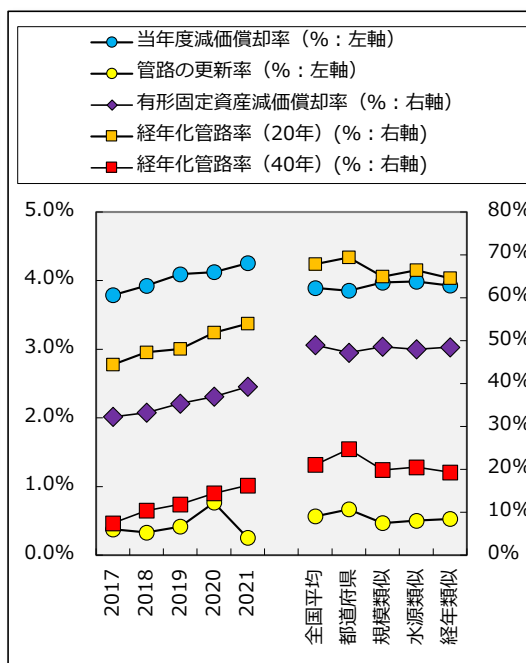 当年度減価償却率（%：左軸）
管路の更新率（%：左軸）
有形固定資産減価償却率（%：右軸）
経年化管路率（20年）(%：右軸)
経年化管路率（40年）(%：右軸)
5.0%
4.0%
3.0%
2.0%
1.0%
0.0%
80%
70%
60%
50%
40%
30%
20%
10%
0%
2017
2018
2019
2020
2021
全国平均
都道府県
規模類似
水源類似
経年類似